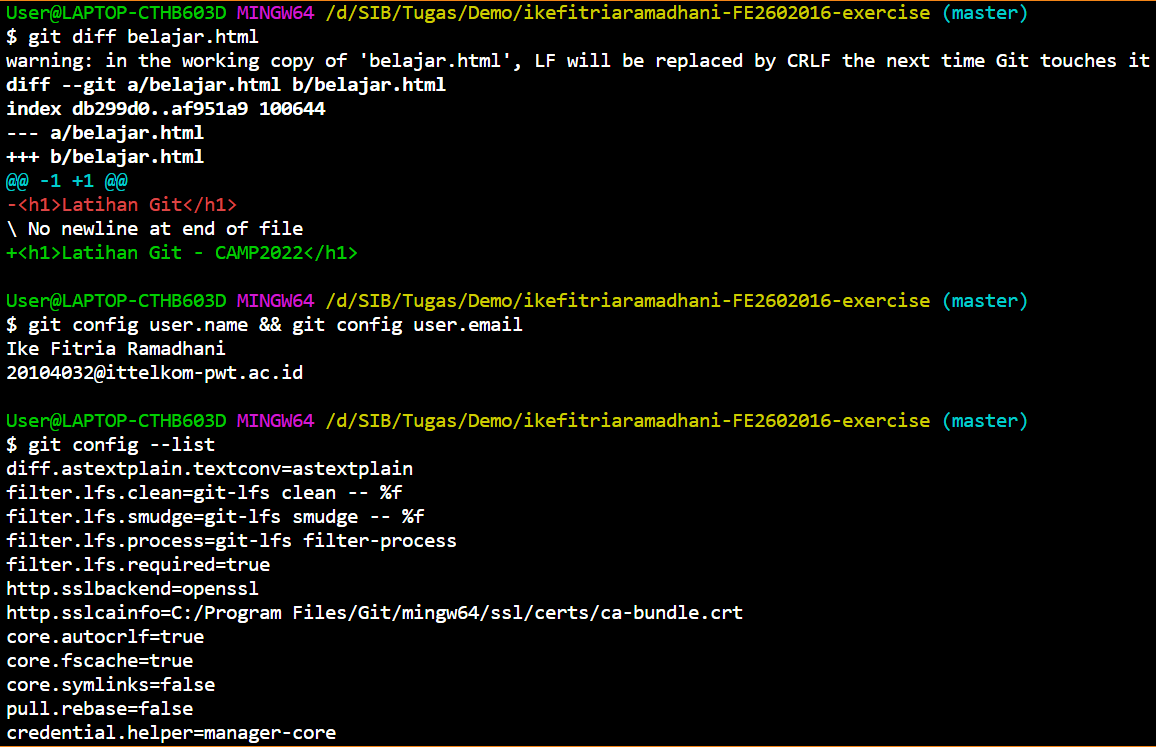 User@LAPTOP-CTHB603D MINGW64 /d/SIB/Tugas/Demo/ikefitriaramadhani-FE2602016-exercise (master)
$ git diff belajar.html
warning: in the working copy of 'belajar.html', LF will be replaced by CRLF the next time Git touches it
diff --git a/belajar.html b/belajar.html
index db299d0..af951a9 100644
--- a/belajar.html
+++ b/belajar.html
@@ -1 +1 @@
-<h1>Latihan Git</h1>
\ No newline at end of file
+<h1>Latihan Git - CAMP2022</h1>

User@LAPTOP-CTHB603D MINGW64 /d/SIB/Tugas/Demo/ikefitriaramadhani-FE2602016-exercise (master)
$ git config user.name && git config user.email
Ike Fitria Ramadhani
20104032@ittelkom-pwt.ac.id

User@LAPTOP-CTHB603D MINGW64 /d/SIB/Tugas/Demo/ikefitriaramadhani-FE2602016-exercise (master)
$ git config --list
diff.astextplain.textconv=astextplain
filter.lfs.clean=git-lfs clean -- %f
filter.lfs.smudge=git-lfs smudge -- %f
filter.lfs.process=git-lfs filter-process
filter.lfs.required=true
http.sslbackend=openssl
http.sslcainfo=C:/Program Files/Git/mingw64/ssl/certs/ca-bundle.crt
core.autocrlf=true
core.fscache=true
core.symlinks=false
pull.rebase=false
credential.helper=manager-core